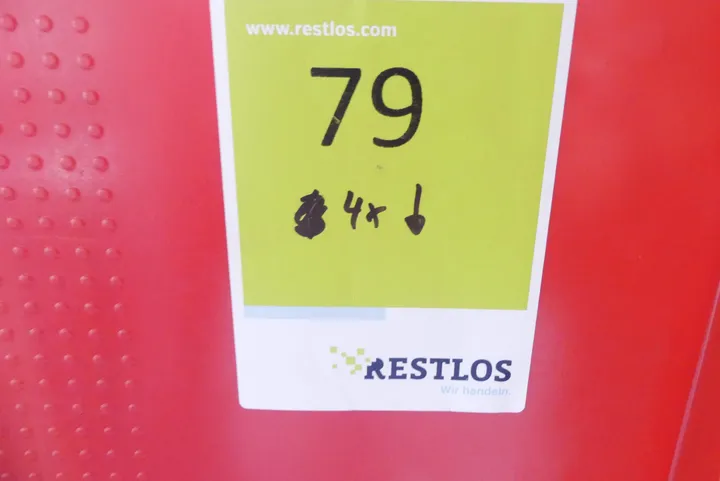 www.restlos.com
79
4x ↓
RESTLOS
Wir handeln.